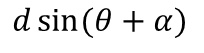 d sin(θ + α)